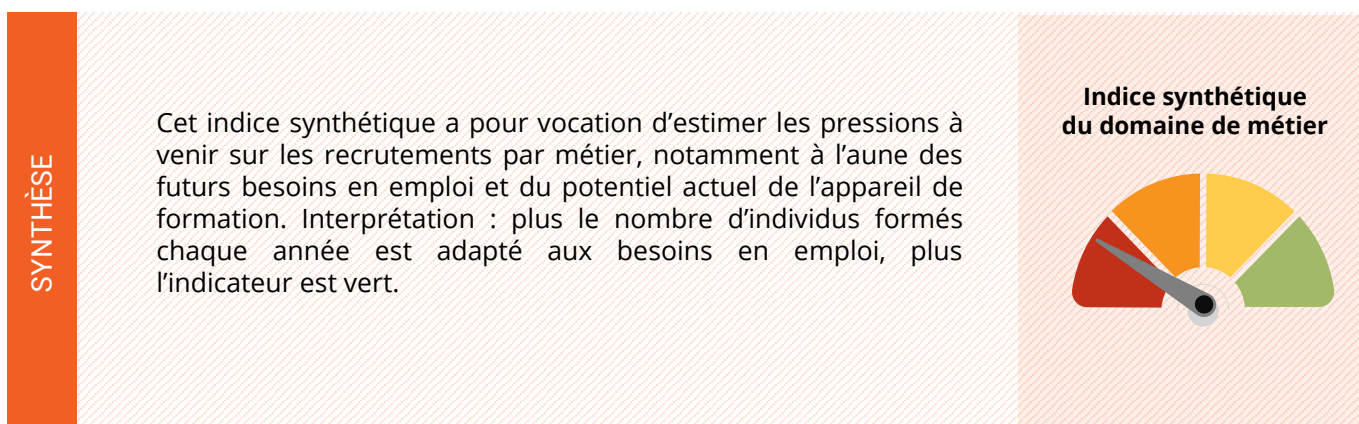 SYNTHÈSE
Cet indice synthétique a pour vocation d’estimer les pressions à
venir sur les recrutements par métier, notamment à l’aune des
futurs besoins en emploi et du potentiel actuel de l’appareil de
formation. Interprétation : plus le nombre d’individus formés
chaque année est adapté aux besoins en emploi, plus
l’indicateur est vert.
Indice synthétique
du domaine de métier